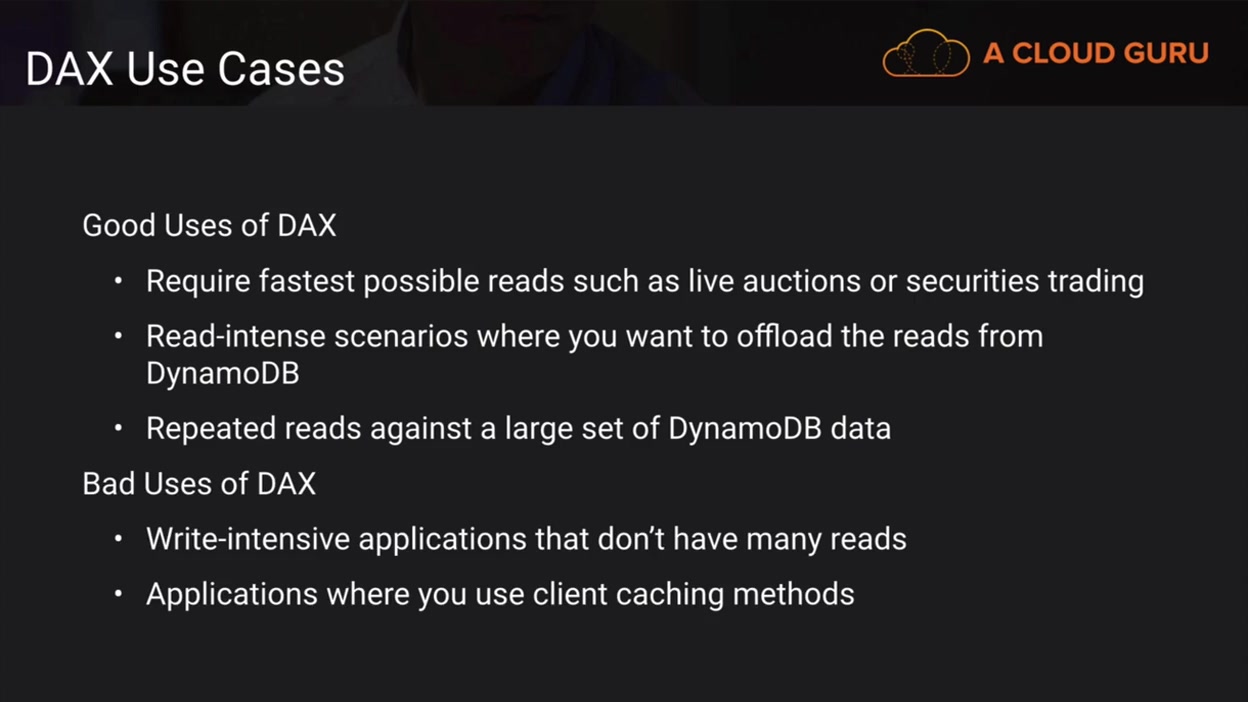 DAX Use Cases
A CLOUD GURU
Good Uses of DAX
• Require fastest possible reads such as live auctions or securities trading
• Read-intense scenarios where you want to offload the reads from
DynamoDB
• Repeated reads against a large set of DynamoDB data
Bad Uses of DAX
• Write-intensive applications that don’t have many reads
• Applications where you use client caching methods